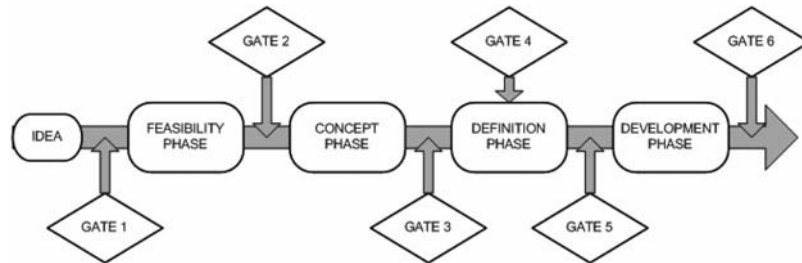 GATE 2
GATE 4
GATE 6
IDEA
FEASIBILITY
PHASE
CONCEPT
PHASE
DEFINITION
PHASE
DEVELOPMENT
PHASE
GATE 1
GATE 3
GATE 5